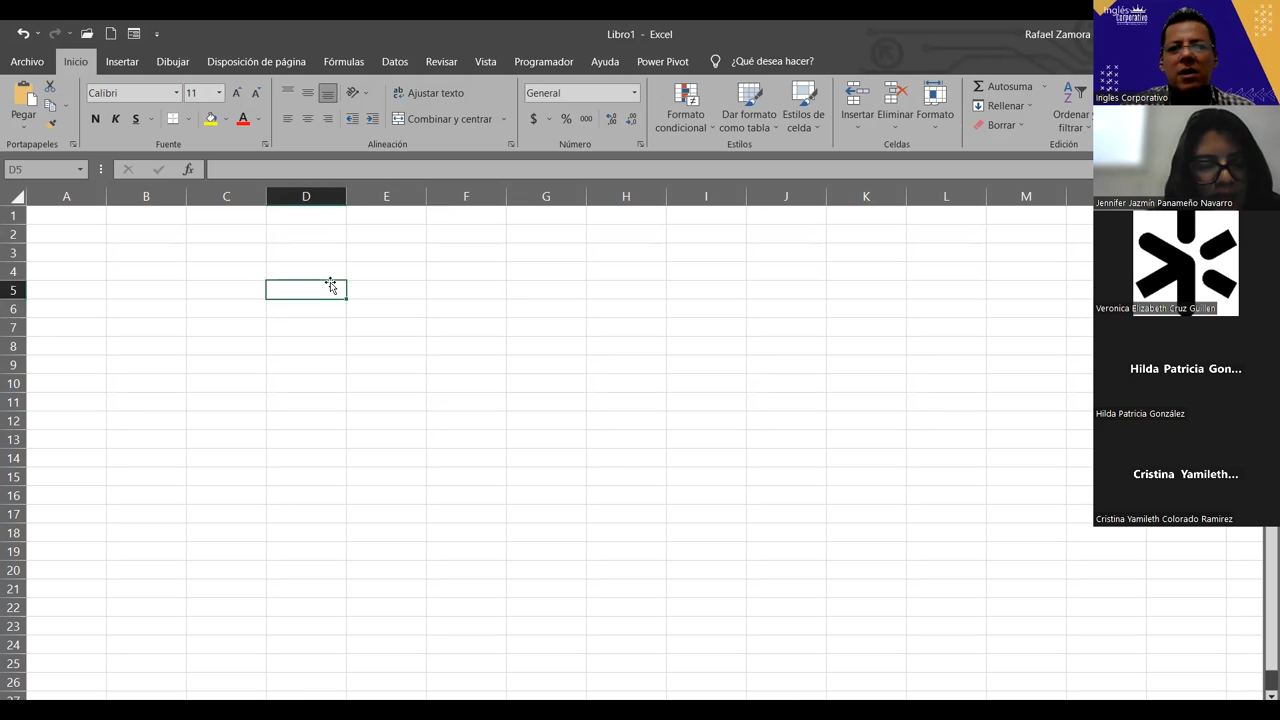 Libro1 - Excel
Rafael Zamora
Archivo Inicio Insertar Dibujar Disposición de página Fórmulas Datos Revisar Vista Programador Ayuda Power Pivot ¿Qué desea hacer?
Pegar
Calibri 11
N K S
Ajustar texto
Combinar y centrar
General
$ % 000
Formato condicional
Dar formato como tabla
Estilos de celda
Insertar Eliminar Formato
Autosuma
Rellenar
Borrar
Ordenar filtrar
Portapapeles Fuente Alineación Número Estilos Celdas Edición
D5 fx
A B C D E F G H I J K L M
1
2
3
4
5
6
7
8
9
10
11
12
13
14
15
16
17
18
19
20
21
22
23
24
25
26
27
Inglés Corporativo
Ingles Corporativo
Jennifer Jazmín Panameño Navarro
Veronica Elizabeth Cruz Guillen
Hilda Patricia Gon...
Hilda Patricia González
Cristina Yamileth...
Cristina Yamileth Colorado Ramirez